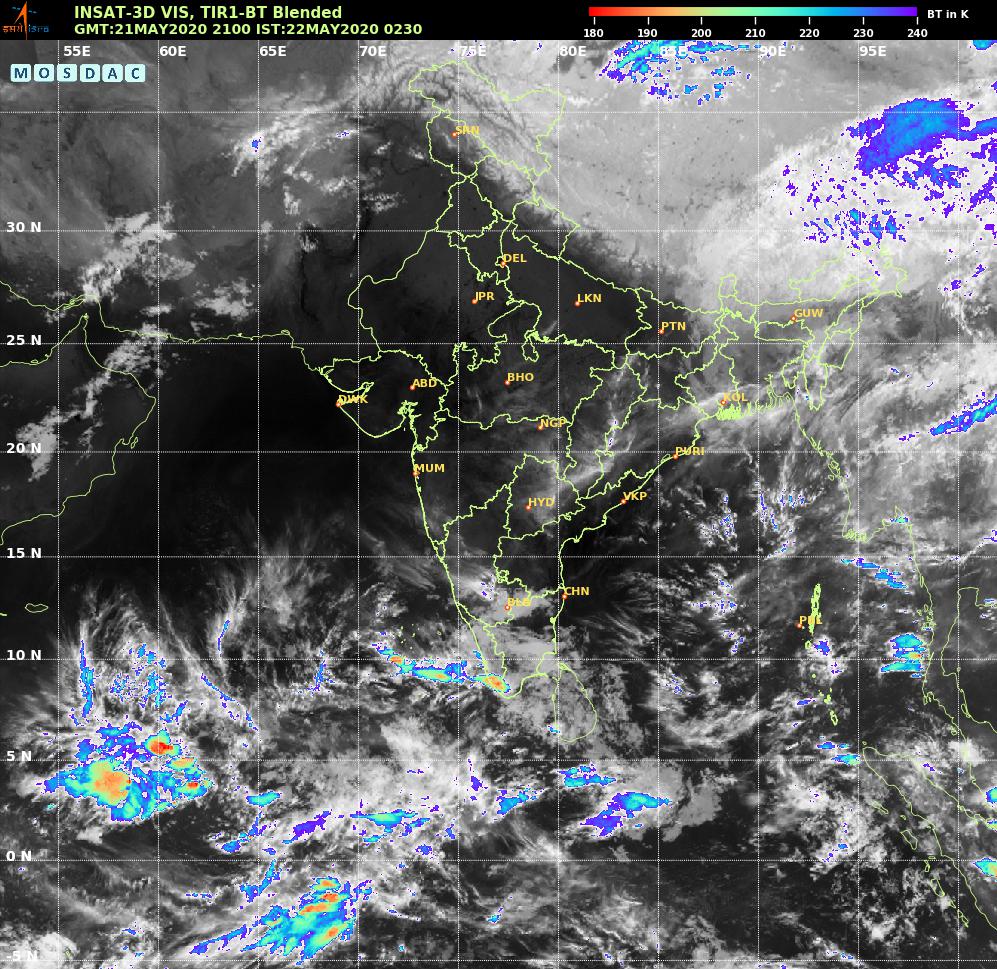 INSAT-3D VIS, TIR1-BT Blended
GMT:21MAY2020 2100 IST:22MAY2020 0230
180 190 200 210 220 230 240 BT in K
55E 60E 65E 70E 75E 80E 85E 90E 95E
M O S D A C
SRN
30 N
DEL
JPR
LKN
GUW
PTN
25 N
ABD
BHO
DWK
KOL
NGP
20 N
PURI
MUM
HYD
VKP
15 N
BLG
CHN
PBL
10 N
5 N
0 N
-5 N